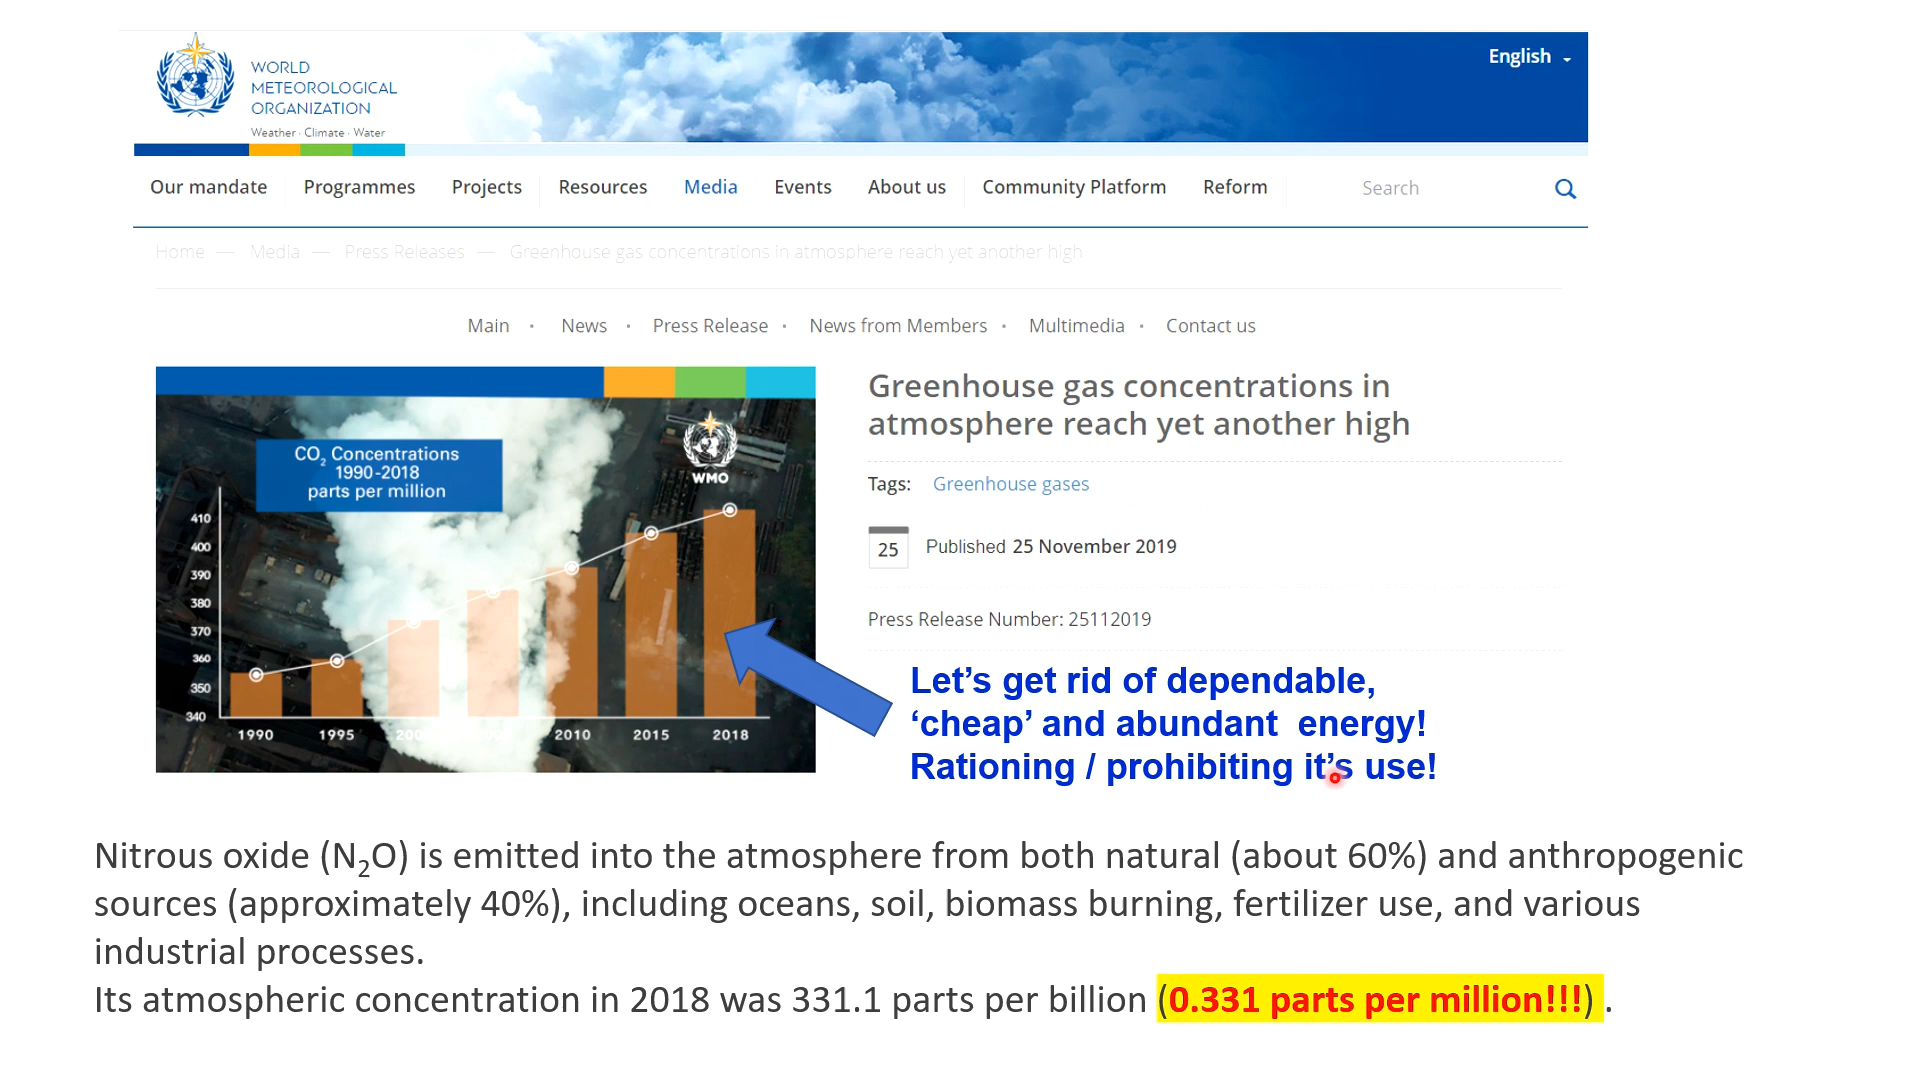 WORLD
METEOROLOGICAL
ORGANIZATION
Weather · Climate · Water
English
Our mandate Programmes Projects Resources Media Events About us Community Platform Reform Search
Home — Media — Press Releases — Greenhouse gas concentrations in atmosphere reach yet another high
Main • News • Press Release • News from Members • Multimedia • Contact us
CO2 Concentrations
1990-2018
parts per million
WMO
410
400
390
380
370
360
350
340
1990 1995 2010 2015 2018
Greenhouse gas concentrations in
atmosphere reach yet another high
Tags: Greenhouse gases
25 Published 25 November 2019
Press Release Number: 25112019
Let’s get rid of dependable,
‘cheap’ and abundant energy!
Rationing / prohibiting it’s use!
Nitrous oxide (N2O) is emitted into the atmosphere from both natural (about 60%) and anthropogenic
sources (approximately 40%), including oceans, soil, biomass burning, fertilizer use, and various
industrial processes.
Its atmospheric concentration in 2018 was 331.1 parts per billion (0.331 parts per million!!!) .